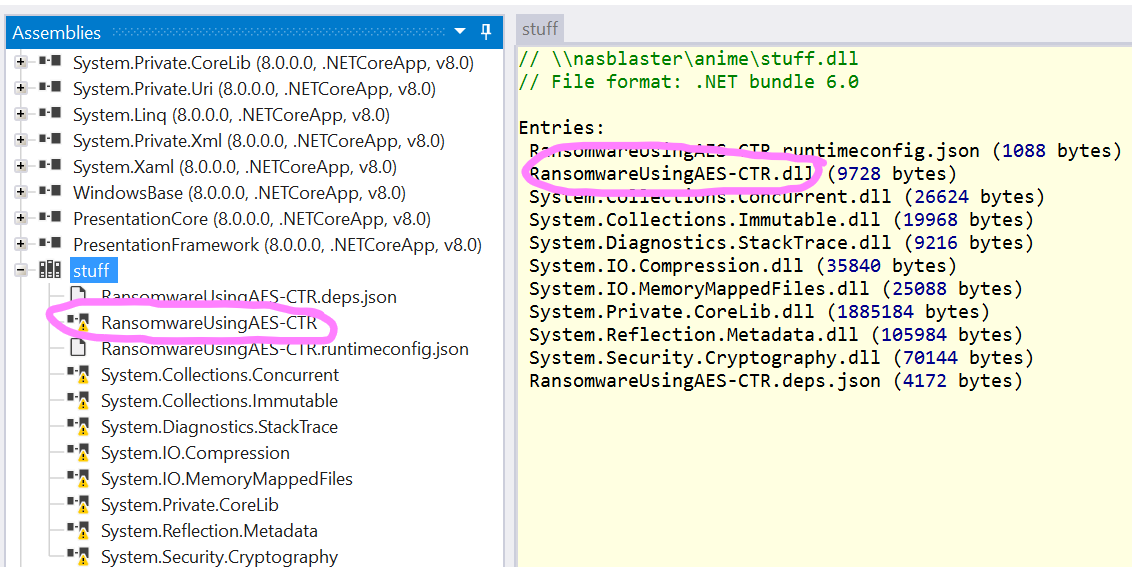 Assemblies
System.Private.CoreLib (8.0.0.0, .NETCoreApp, v8.0)
System.Private.Uri (8.0.0.0, .NETCoreApp, v8.0)
System.Linq (8.0.0.0, .NETCoreApp, v8.0)
System.Private.Xml (8.0.0.0, .NETCoreApp, v8.0)
System.Xaml (8.0.0.0, .NETCoreApp, v8.0)
WindowsBase (8.0.0.0, .NETCoreApp, v8.0)
PresentationCore (8.0.0.0, .NETCoreApp, v8.0)
PresentationFramework (8.0.0.0, .NETCoreApp, v8.0)
stuff
RansomwareUsingAES-CTR.deps.json
RansomwareUsingAES-CTR
RansomwareUsingAES-CTR.runtimeconfig.json
System.Collections.Concurrent
System.Collections.Immutable
System.Diagnostics.StackTrace
System.IO.Compression
System.IO.MemoryMappedFiles
System.Private.CoreLib
System.Reflection.Metadata
System.Security.Cryptography
stuff
// \\nasblaster\anime\stuff.dll
// File format: .NET bundle 6.0
Entries:
RansomwareUsingAES-CTR.runtimeconfig.json (1088 bytes)
RansomwareUsingAES-CTR.dll (9728 bytes)
System.Collections.Concurrent.dll (26624 bytes)
System.Collections.Immutable.dll (19968 bytes)
System.Diagnostics.StackTrace.dll (9216 bytes)
System.IO.Compression.dll (35840 bytes)
System.IO.MemoryMappedFiles.dll (25088 bytes)
System.Private.CoreLib.dll (1885184 bytes)
System.Reflection.Metadata.dll (105984 bytes)
System.Security.Cryptography.dll (70144 bytes)
RansomwareUsingAES-CTR.deps.json (4172 bytes)